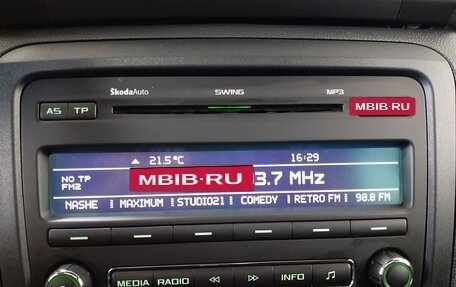 ŠkodaAuto SWING MP3
AS TP
MBIB·RU
21.5°C 16:29
NO TP
FM2
MBIB·RU 3.7 MHz
NASHE | MAXIMUM | STUDIO21 | COMEDY | RETRO FM | 98.8 FM
MEDIA RADIO INFO